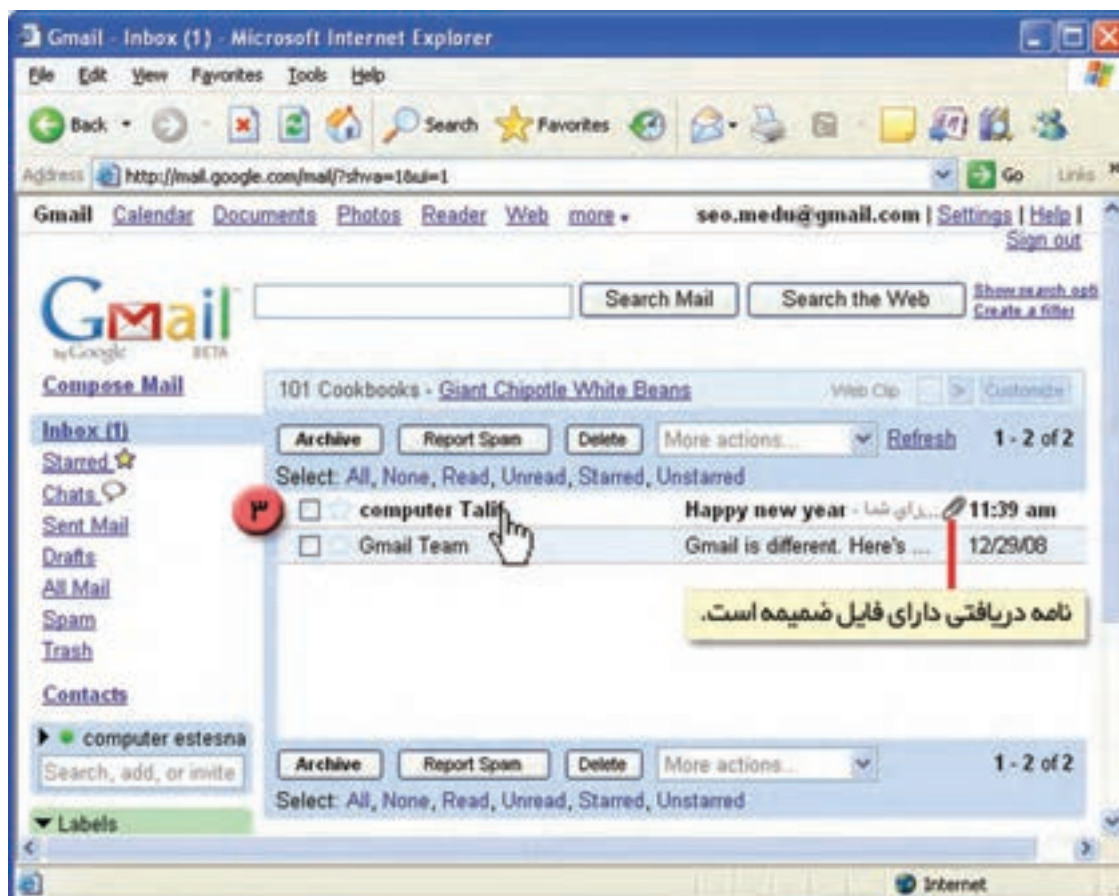 Gmail - Inbox (1) - Microsoft Internet Explorer
File Edit View Favorites Tools Help
Back Search Favorites
Address http://mail.google.com/mail/?shva=1&ui=1 Go Links
Gmail Calendar Documents Photos Reader Web more seo.medu@gmail.com | Settings | Help |
Sign out
Gmail by Google BETA
Search Mail Search the Web Show search opti
Create a filter
Compose Mail
101 Cookbooks - Giant Chipotle White Beans Web Clip < > Customize
Inbox (1)
Archive Report Spam Delete More actions... Refresh 1 - 2 of 2
Starred
Select: All, None, Read, Unread, Starred, Unstarred
Chats
۳ computer Talif Happy new year - ...رای شما 11:39 am
Sent Mail
Gmail Team Gmail is different. Here's ... 12/29/08
Drafts
All Mail
نامه دریافتی دارای فایل ضمیمه است.
Spam
Trash
Contacts
computer estesna
Search, add, or invite
Archive Report Spam Delete More actions... 1 - 2 of 2
Select: All, None, Read, Unread, Starred, Unstarred
Labels
Internet